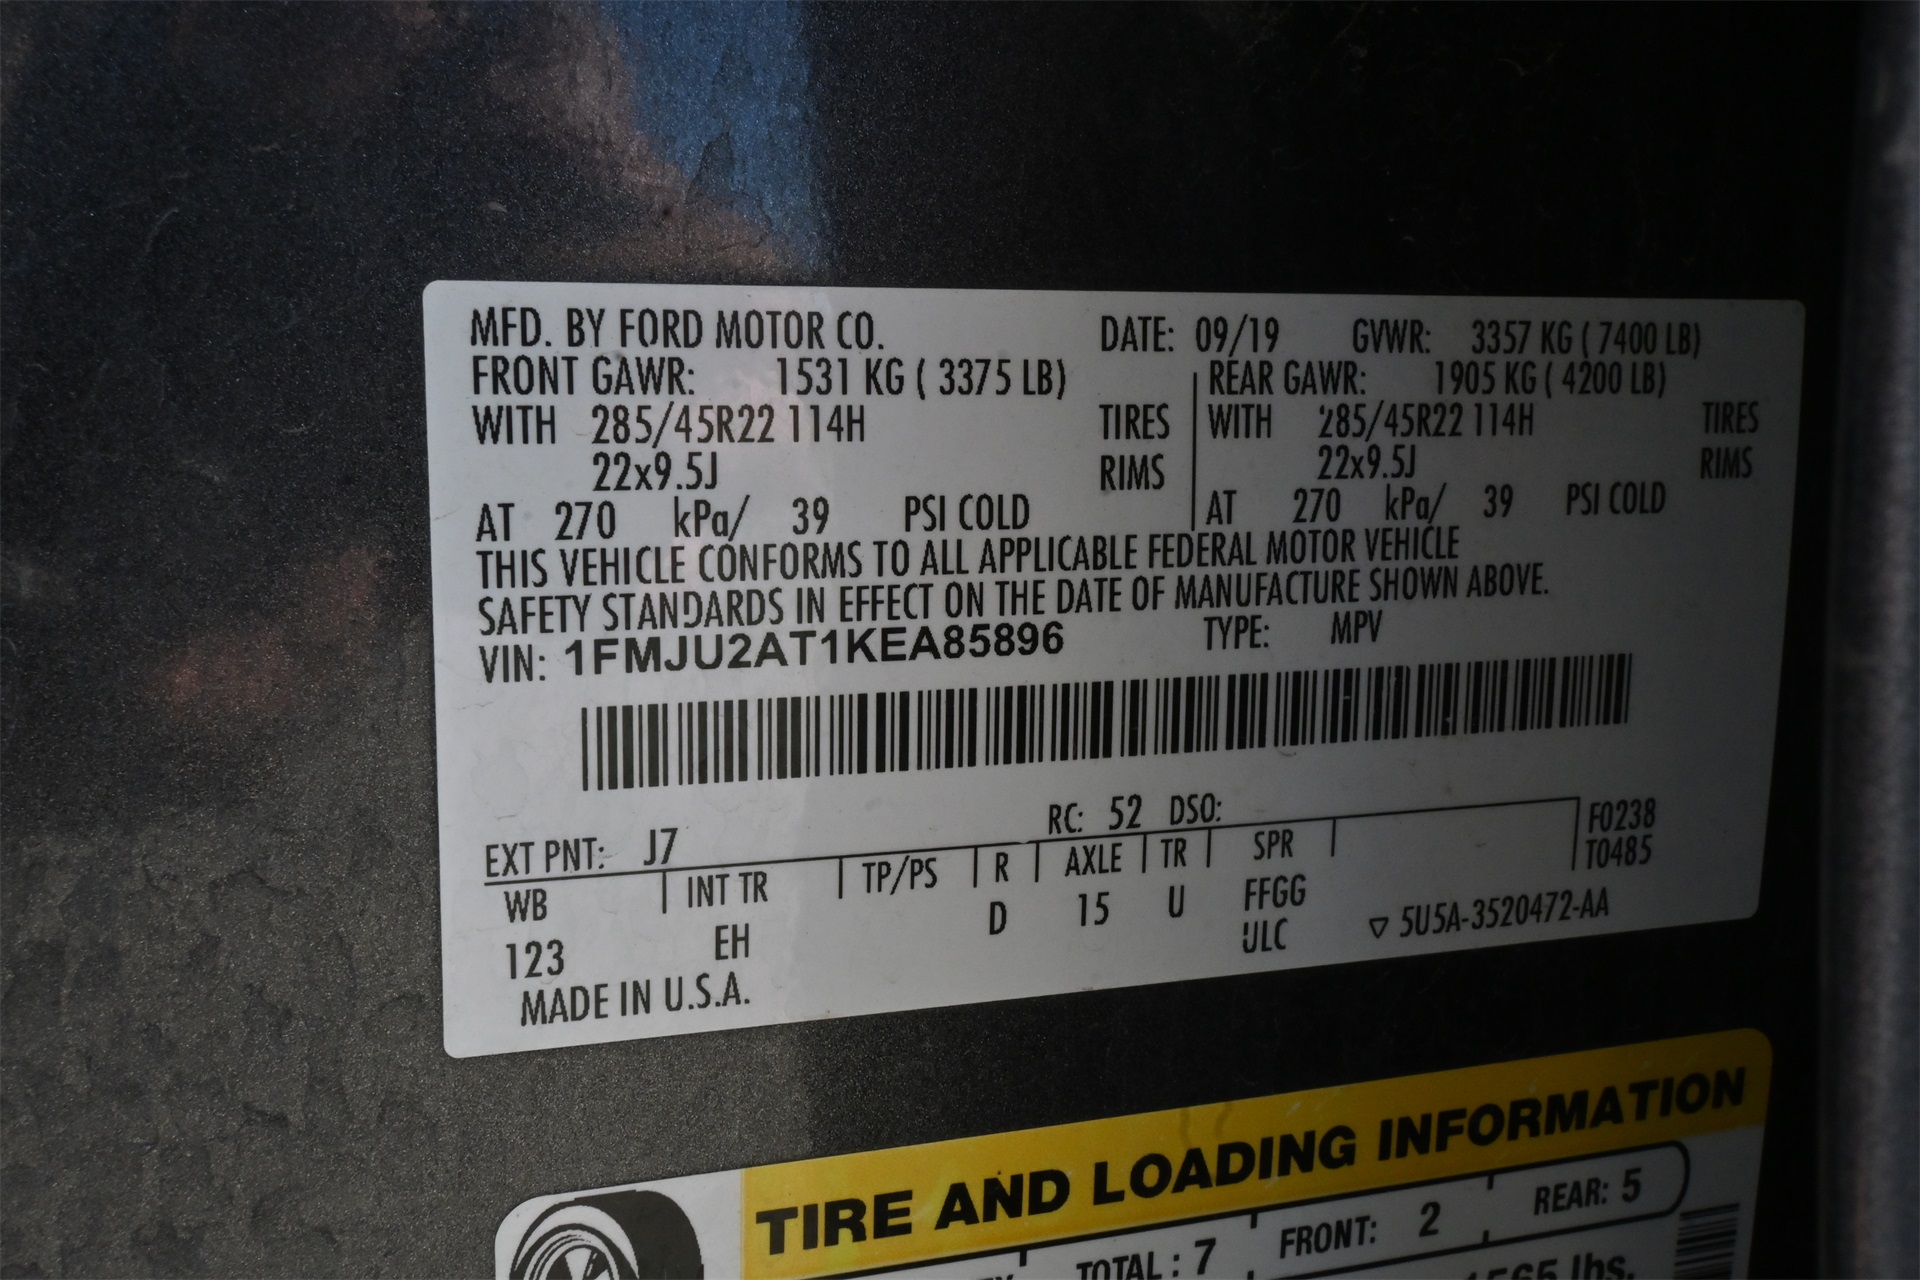 MFD. BY FORD MOTOR CO. DATE: 09/19 GVWR: 3357 KG ( 7400 LB)
FRONT GAWR: 1531 KG ( 3375 LB) REAR GAWR: 1905 KG ( 4200 LB)
WITH 285/45R22 114H TIRES WITH 285/45R22 114H TIRES
22x9.5J RIMS 22x9.5J RIMS
AT 270 kPa/ 39 PSI COLD AT 270 kPa/ 39 PSI COLD
THIS VEHICLE CONFORMS TO ALL APPLICABLE FEDERAL MOTOR VEHICLE
SAFETY STANDARDS IN EFFECT ON THE DATE OF MANUFACTURE SHOWN ABOVE.
VIN: 1FMJU2AT1KEA85896 TYPE: MPV
EXT PNT: J7 RC: 52 DSO: F0238
WB INT TR TP/PS R AXLE TR SPR T0485
123 EH D 15 U FFGG
ULC ▽ 5U5A-3520472-AA
MADE IN U.S.A.
TIRE AND LOADING INFORMATION
TOTAL : 7 FRONT: 2 REAR: 5
lbs.